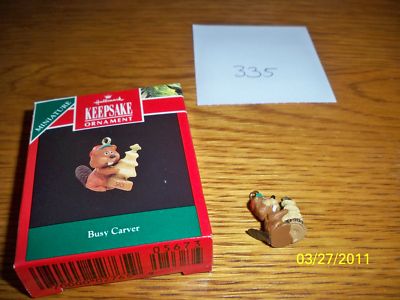 335
MINIATURE
Hallmark
KEEPSAKE
ORNAMENT
Busy Carver
03/27/2011